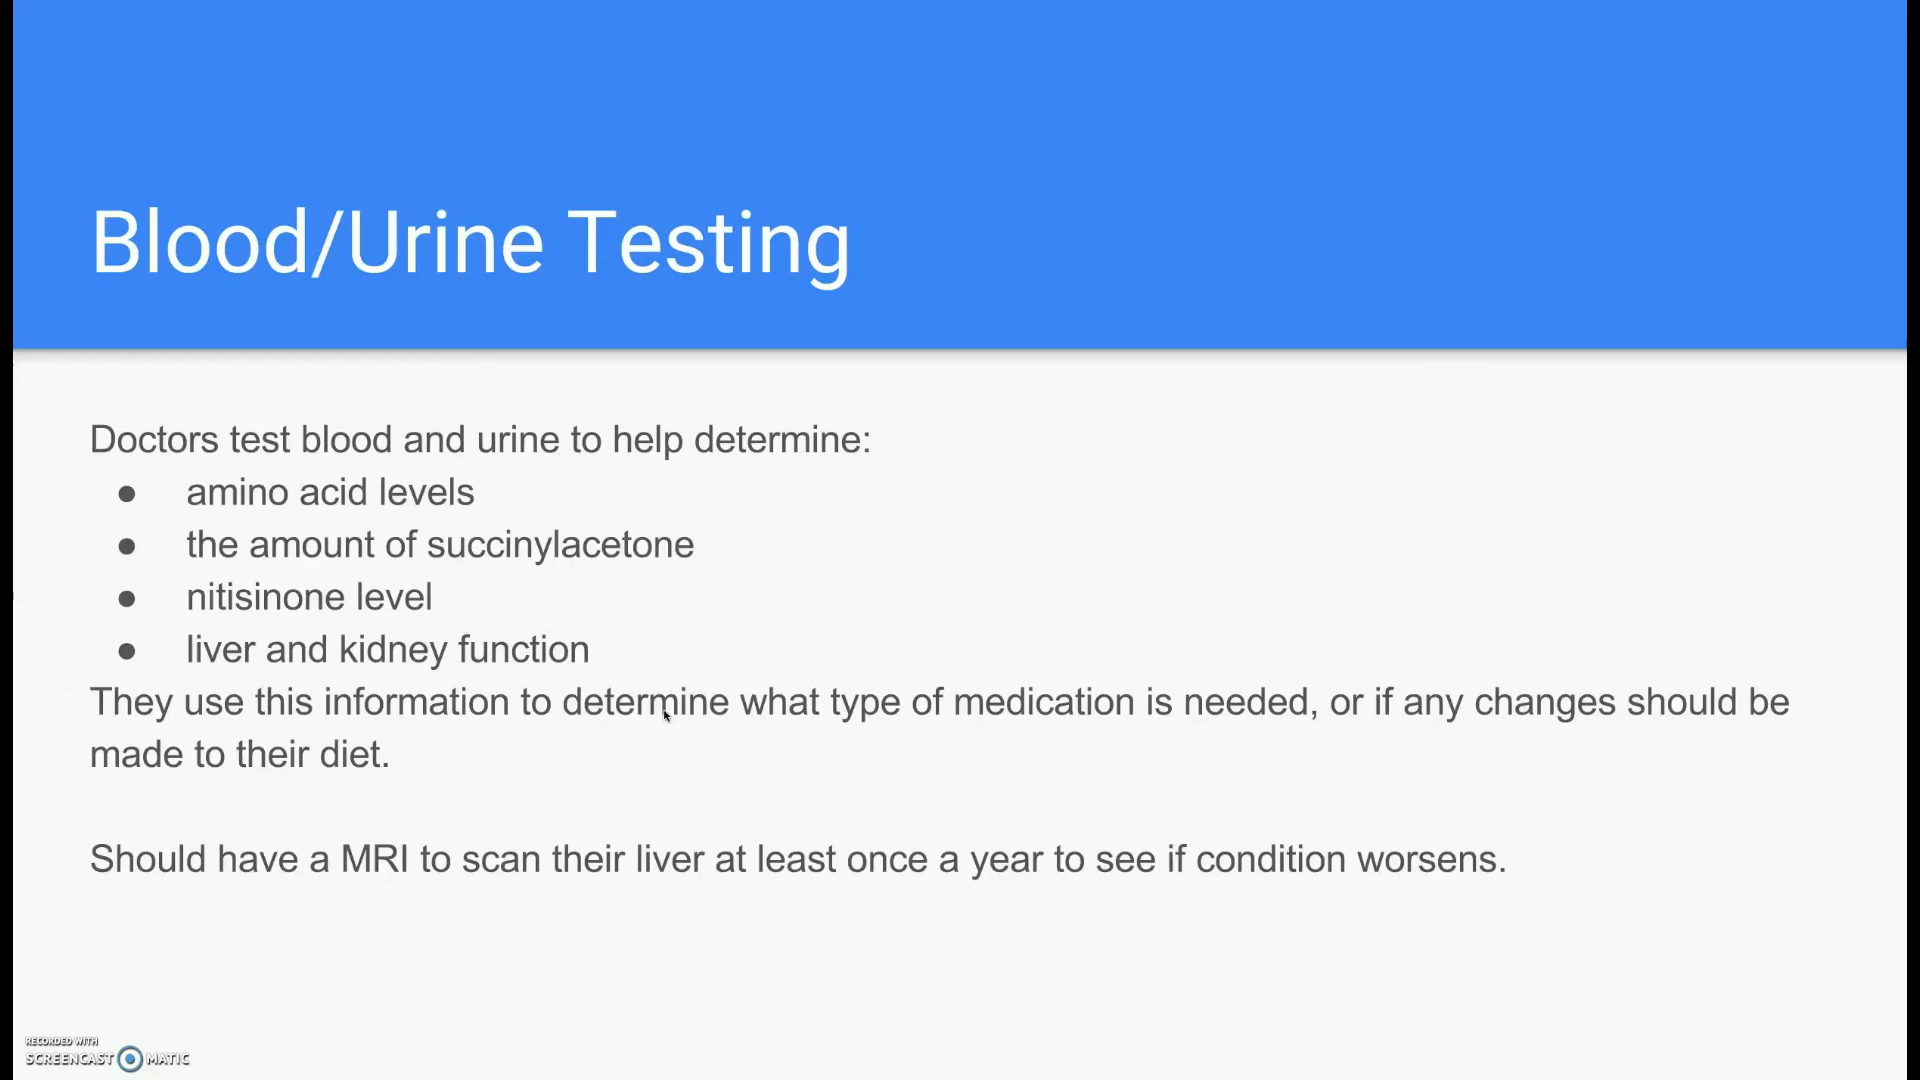 Blood/Urine Testing
Doctors test blood and urine to help determine:
● amino acid levels
● the amount of succinylacetone
● nitisinone level
● liver and kidney function
They use this information to determine what type of medication is needed, or if any changes should be
made to their diet.
Should have a MRI to scan their liver at least once a year to see if condition worsens.
RECORDED WITH
SCREENCAST MATIC